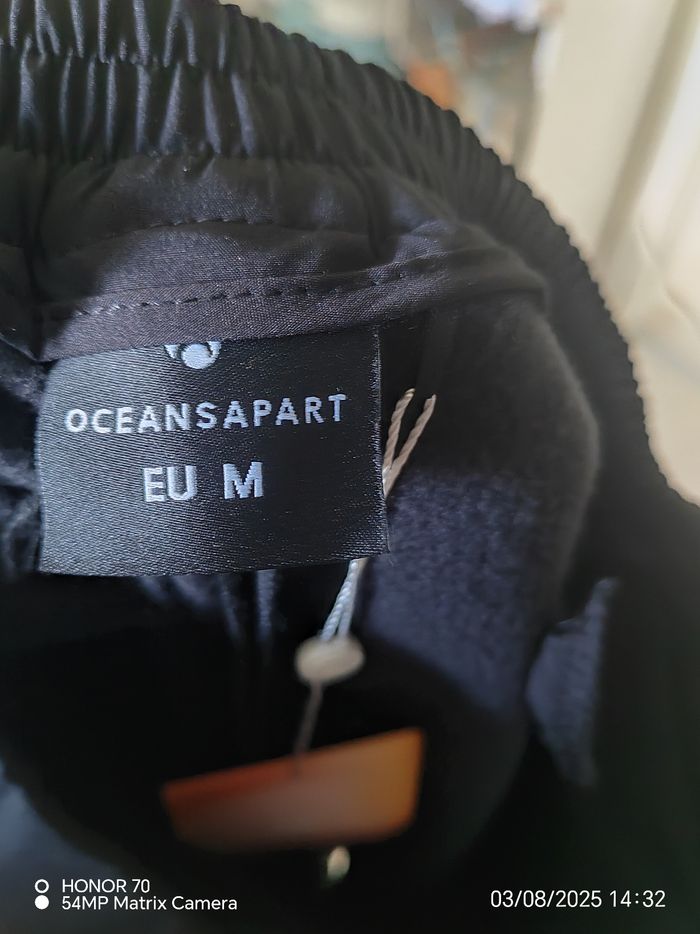 OCEANSAPART
EU M
HONOR 70
54MP Matrix Camera
03/08/2025 14:32